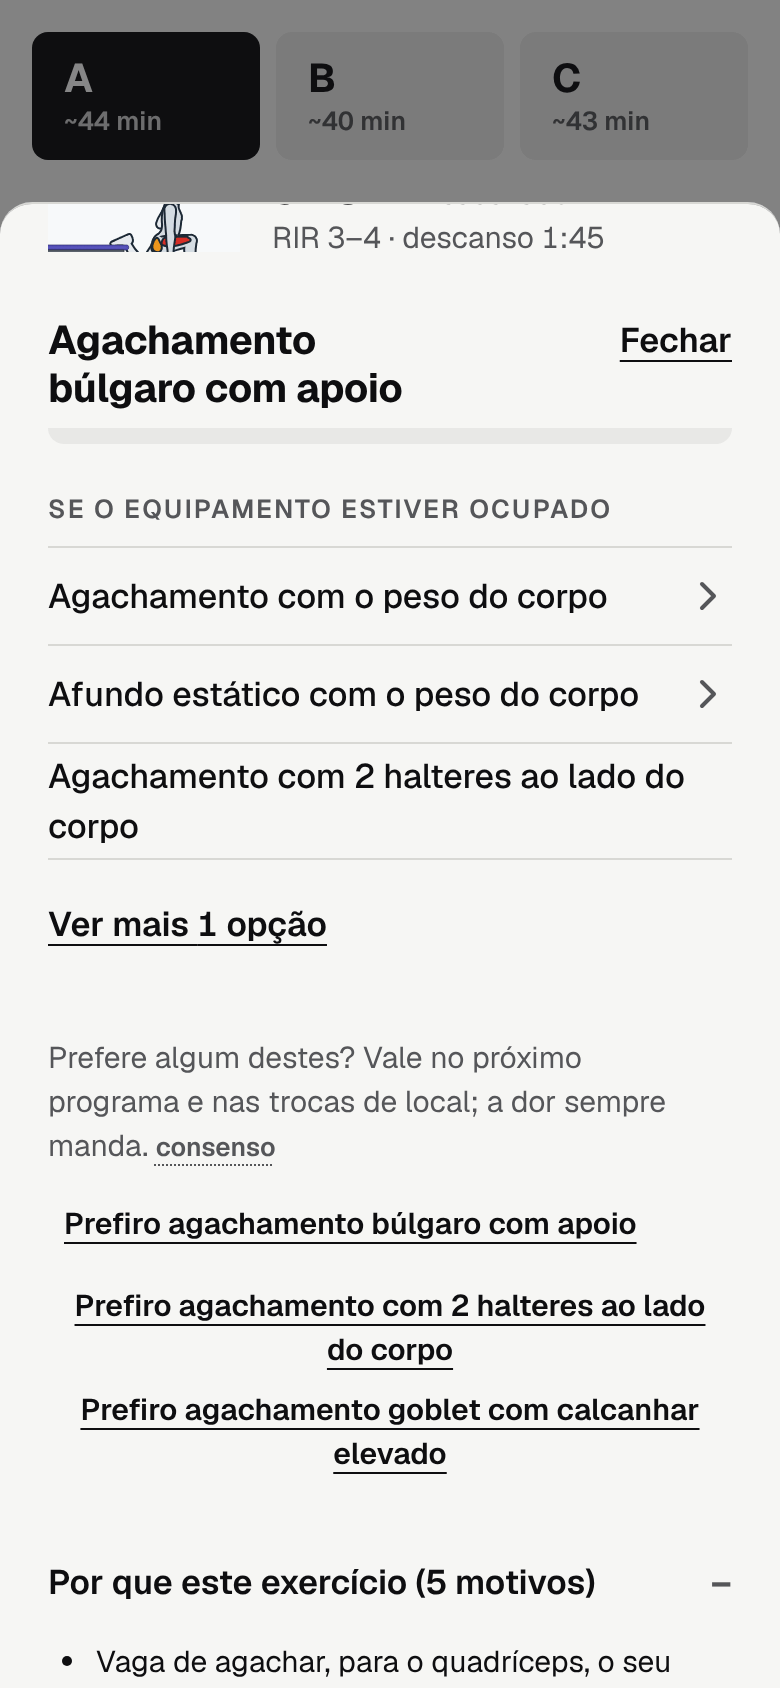 A
~44 min
B
~40 min
C
~43 min
RIR 3–4 · descanso 1:45
Agachamento
búlgaro com apoio
Fechar
SE O EQUIPAMENTO ESTIVER OCUPADO
Agachamento com o peso do corpo
Afundo estático com o peso do corpo
Agachamento com 2 halteres ao lado do
corpo
Ver mais 1 opção
Prefere algum destes? Vale no próximo
programa e nas trocas de local; a dor sempre
manda. consenso
Prefiro agachamento búlgaro com apoio
Prefiro agachamento com 2 halteres ao lado
do corpo
Prefiro agachamento goblet com calcanhar
elevado
Por que este exercício (5 motivos) –
• Vaga de agachar, para o quadríceps, o seu